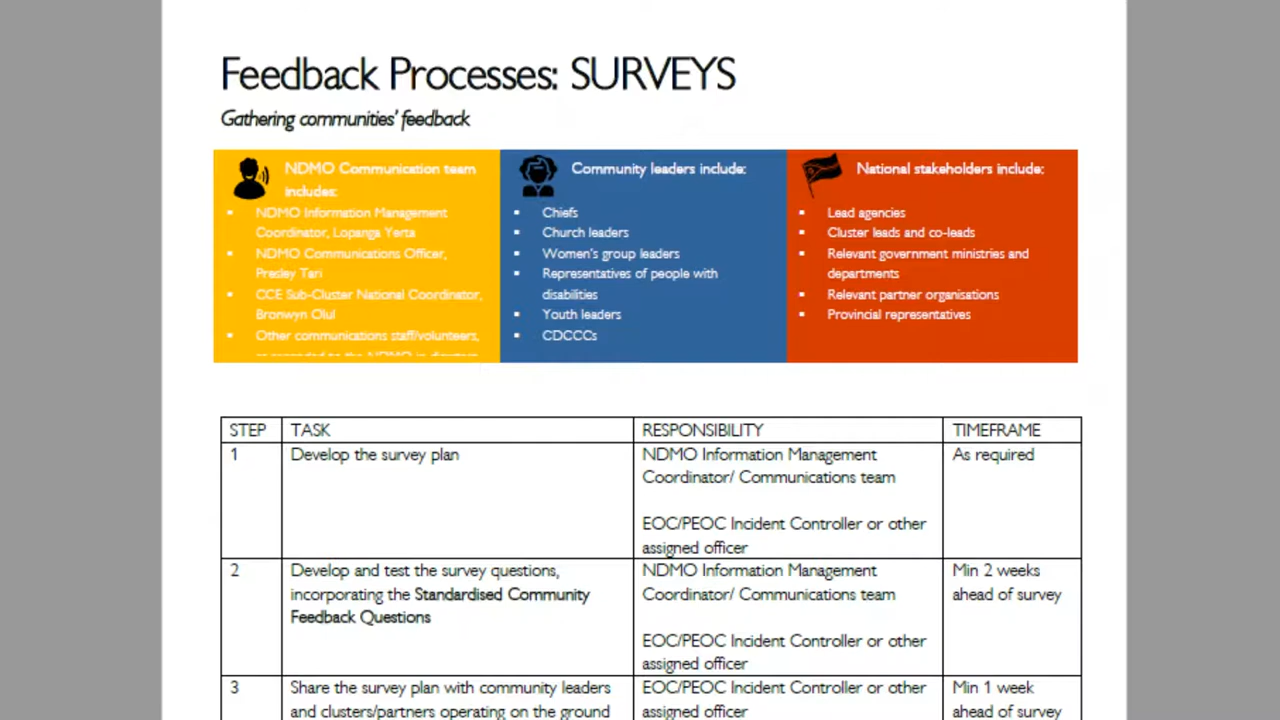 Feedback Processes: SURVEYS
Gathering communities' feedback
NDMO Communication team
includes:
▪ NDMO Information Management
Coordinator, Lopanga Yerta
▪ NDMO Communications Officer,
Presley Tari
▪ CCE Sub-Cluster National Coordinator,
Bronwyn Olul
▪ Other communications staff/volunteers,
Community leaders include:
▪ Chiefs
▪ Church leaders
▪ Women's group leaders
▪ Representatives of people with
disabilities
▪ Youth leaders
▪ CDCCCs
National stakeholders include:
▪ Lead agencies
▪ Cluster leads and co-leads
▪ Relevant government ministries and
departments
▪ Relevant partner organisations
▪ Provincial representatives
STEP TASK RESPONSIBILITY TIMEFRAME
1 Develop the survey plan NDMO Information Management As required
Coordinator/ Communications team
EOC/PEOC Incident Controller or other
assigned officer
2 Develop and test the survey questions, NDMO Information Management Min 2 weeks
incorporating the Standardised Community Coordinator/ Communications team ahead of survey
Feedback Questions
EOC/PEOC Incident Controller or other
assigned officer
3 Share the survey plan with community leaders EOC/PEOC Incident Controller or other Min 1 week
and clusters/partners operating on the ground assigned officer ahead of survey